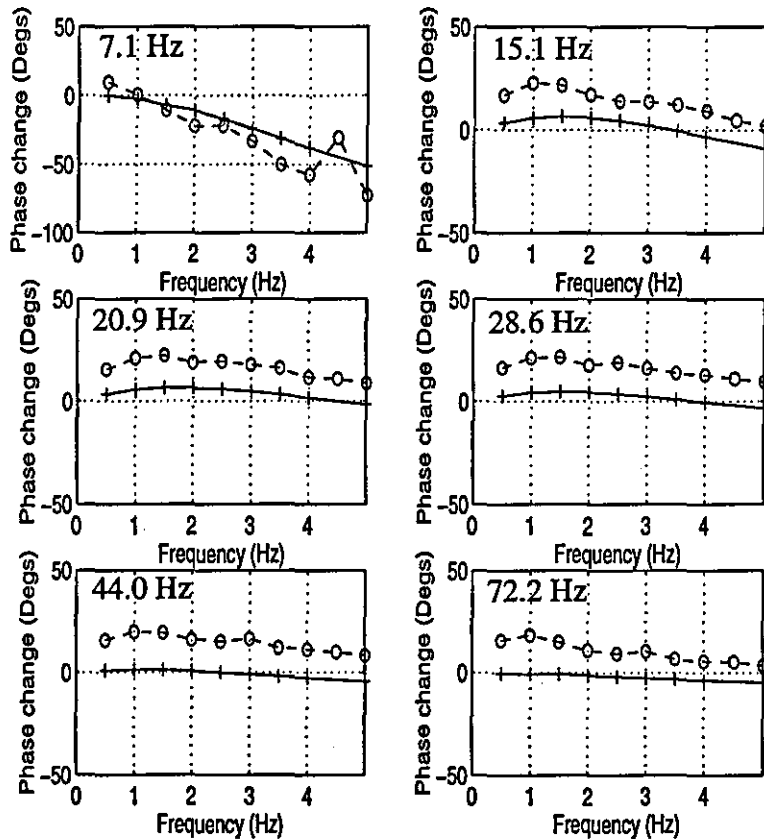 Phase change (Degs)
50
0
-50
-100
7.1 Hz
0 1 2 3 4
Frequency (Hz)
Phase change (Degs)
50
0
-50
15.1 Hz
0 1 2 3 4
Frequency (Hz)
Phase change (Degs)
50
0
-50
20.9 Hz
0 1 2 3 4
Frequency (Hz)
Phase change (Degs)
50
0
-50
28.6 Hz
0 1 2 3 4
Frequency (Hz)
Phase change (Degs)
50
0
-50
44.0 Hz
0 1 2 3 4
Frequency (Hz)
Phase change (Degs)
50
0
-50
72.2 Hz
0 1 2 3 4
Frequency (Hz)